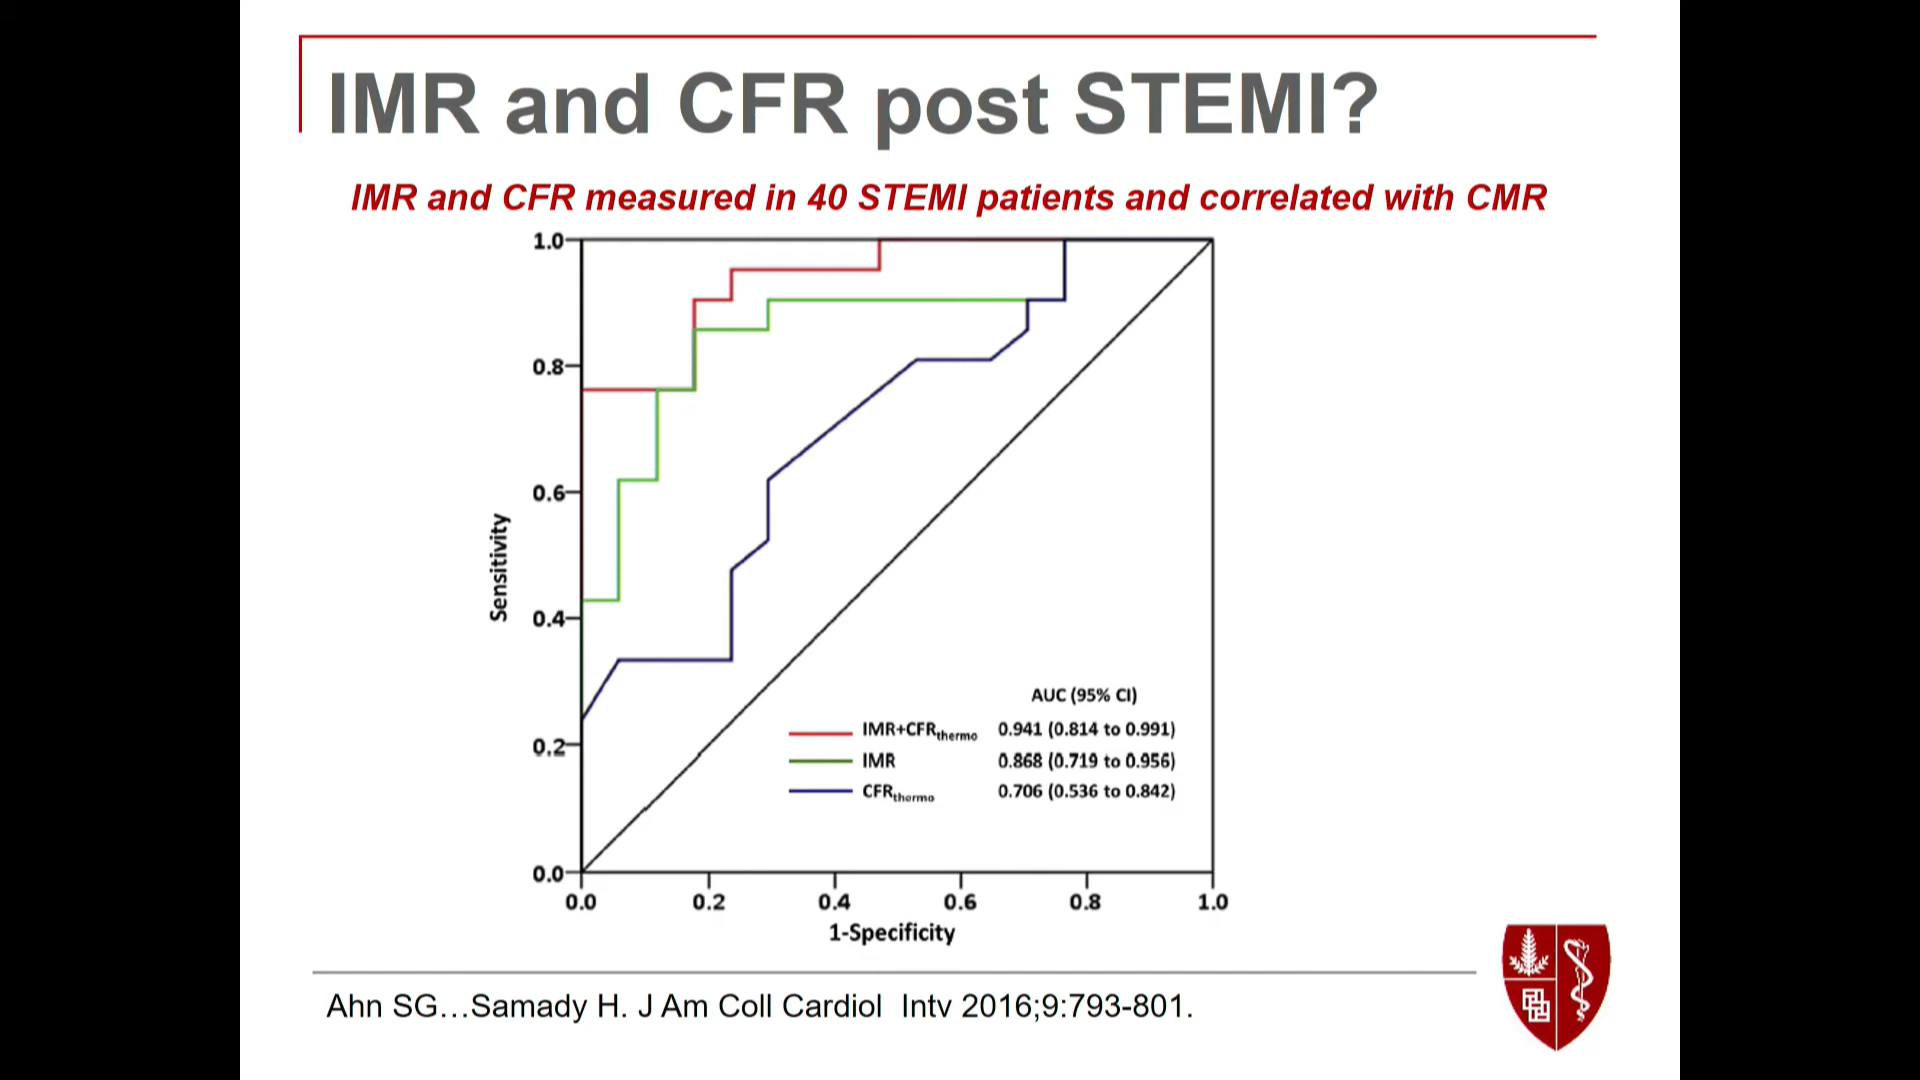 IMR and CFR post STEMI?
IMR and CFR measured in 40 STEMI patients and correlated with CMR
1.0
0.8
0.6
0.4
0.2
0.0
Sensitivity
0.0 0.2 0.4 0.6 0.8 1.0
1-Specificity
AUC (95% CI)
IMR+CFRthermo 0.941 (0.814 to 0.991)
IMR 0.868 (0.719 to 0.956)
CFRthermo 0.706 (0.536 to 0.842)
Ahn SG…Samady H. J Am Coll Cardiol Intv 2016;9:793-801.